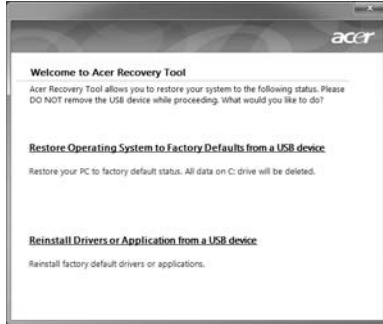 acer
Welcome to Acer Recovery Tool
Acer Recovery Tool allows you to restore your system to the following status. Please
DO NOT remove the USB device while proceeding. What would you like to do?
Restore Operating System to Factory Defaults from a USB device
Restore your PC to factory default status. All data on C: drive will be deleted.
Reinstall Drivers or Application from a USB device
Reinstall factory default drivers or applications.